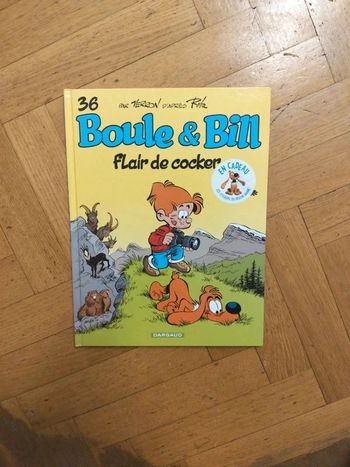 36
PAR VERRON D'APRÈS ROBA
Boule & Bill
flair de cocker
EN CADEAU
DARGAUD